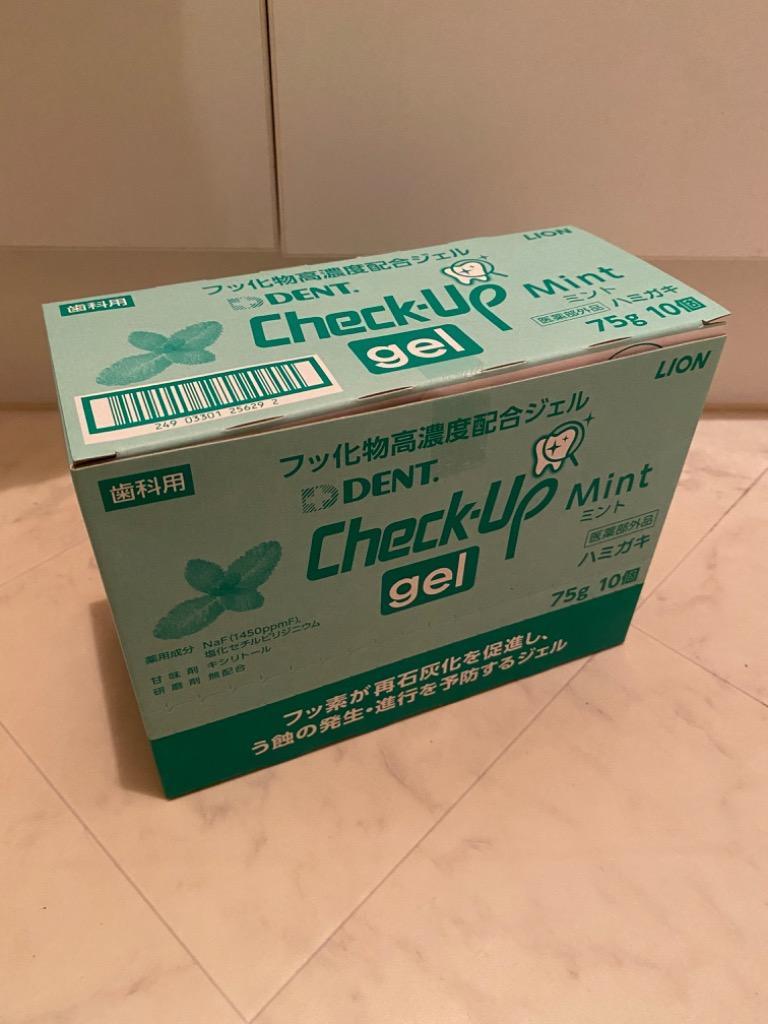 LION
歯科用
フッ化物高濃度配合ジェル
DENT.
Check-Up
gel
Mint
ミント
医薬部外品 ハミガキ
75g 10個
249 03301 25629 2
LION
歯科用
フッ化物高濃度配合ジェル
DENT.
Check-Up
gel
Mint
ミント
医薬部外品
ハミガキ
75g 10個
薬用成分 NaF(1450ppmF),
塩化セチルピリジニウム
甘味剤 キシリトール
研磨剤 無配合
フッ素が再石灰化を促進し、
う蝕の発生・進行を予防するジェル